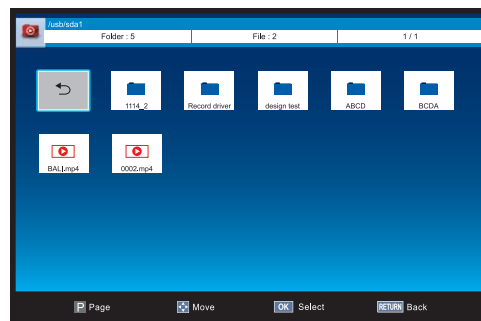 /usb/sda1
Folder : 5 File : 2 1 / 1
1114_2 Record driver design test ABCD BCDA
BALI.mp4 0002.mp4
P Page Move OK Select RETURN Back